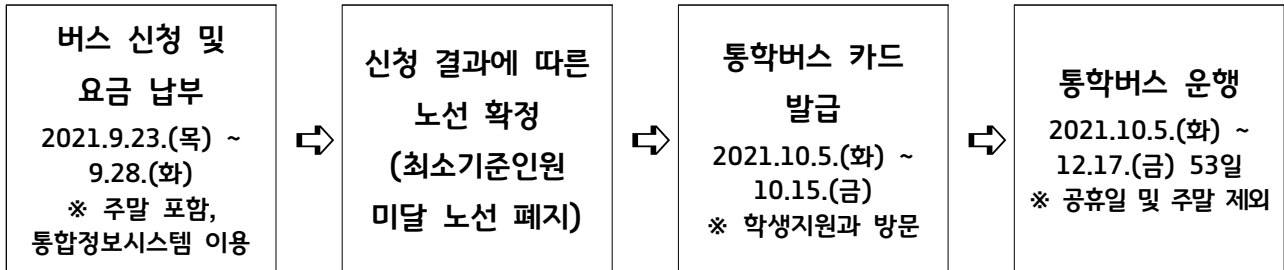 버스 신청 및
요금 납부
2021.9.23.(목) ~
9.28.(화)
※ 주말 포함,
통합정보시스템 이용
신청 결과에 따른
노선 확정
(최소기준인원
미달 노선 폐지)
통학버스 카드
발급
2021.10.5.(화) ~
10.15.(금)
※ 학생지원과 방문
통학버스 운행
2021.10.5.(화) ~
12.17.(금) 53일
※ 공휴일 및 주말 제외